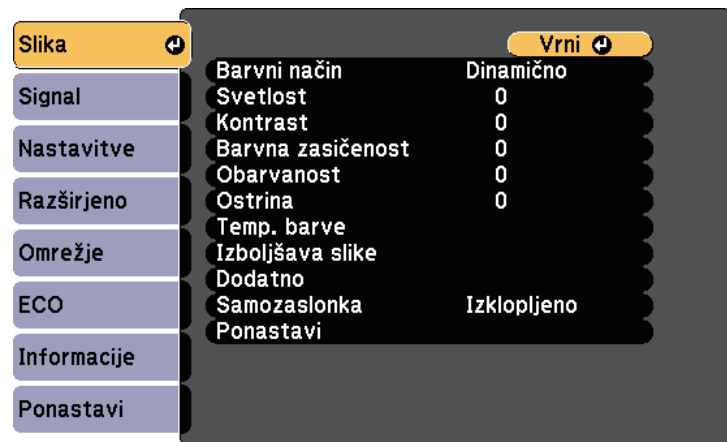 Slika
Signal
Nastavitve
Razširjeno
Omrežje
ECO
Informacije
Ponastavi
Vrni
Barvni način Dinamično
Svetlost 0
Kontrast 0
Barvna zasičenost 0
Obarvanost 0
Ostrina 0
Temp. barve
Izboljšava slike
Dodatno
Samozaslonka Izklopljeno
Ponastavi